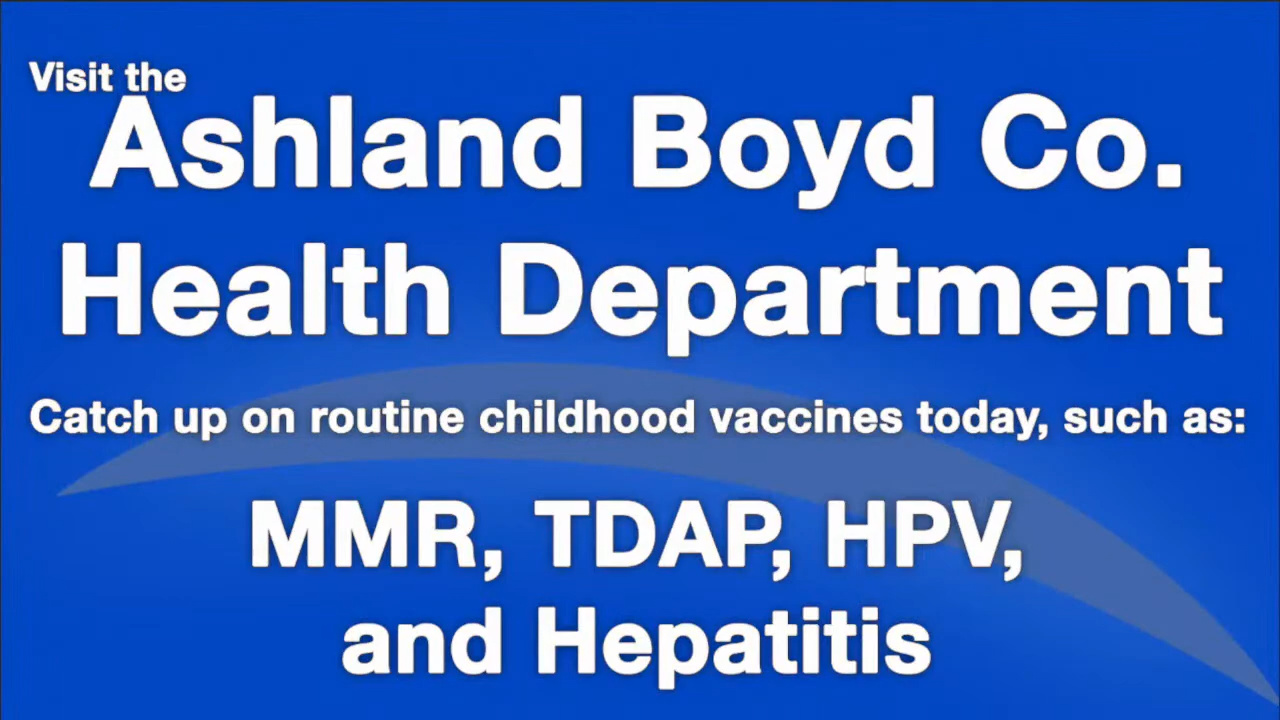 Visit the
Ashland Boyd Co.
Health Department
Catch up on routine childhood vaccines today, such as:
MMR, TDAP, HPV,
and Hepatitis